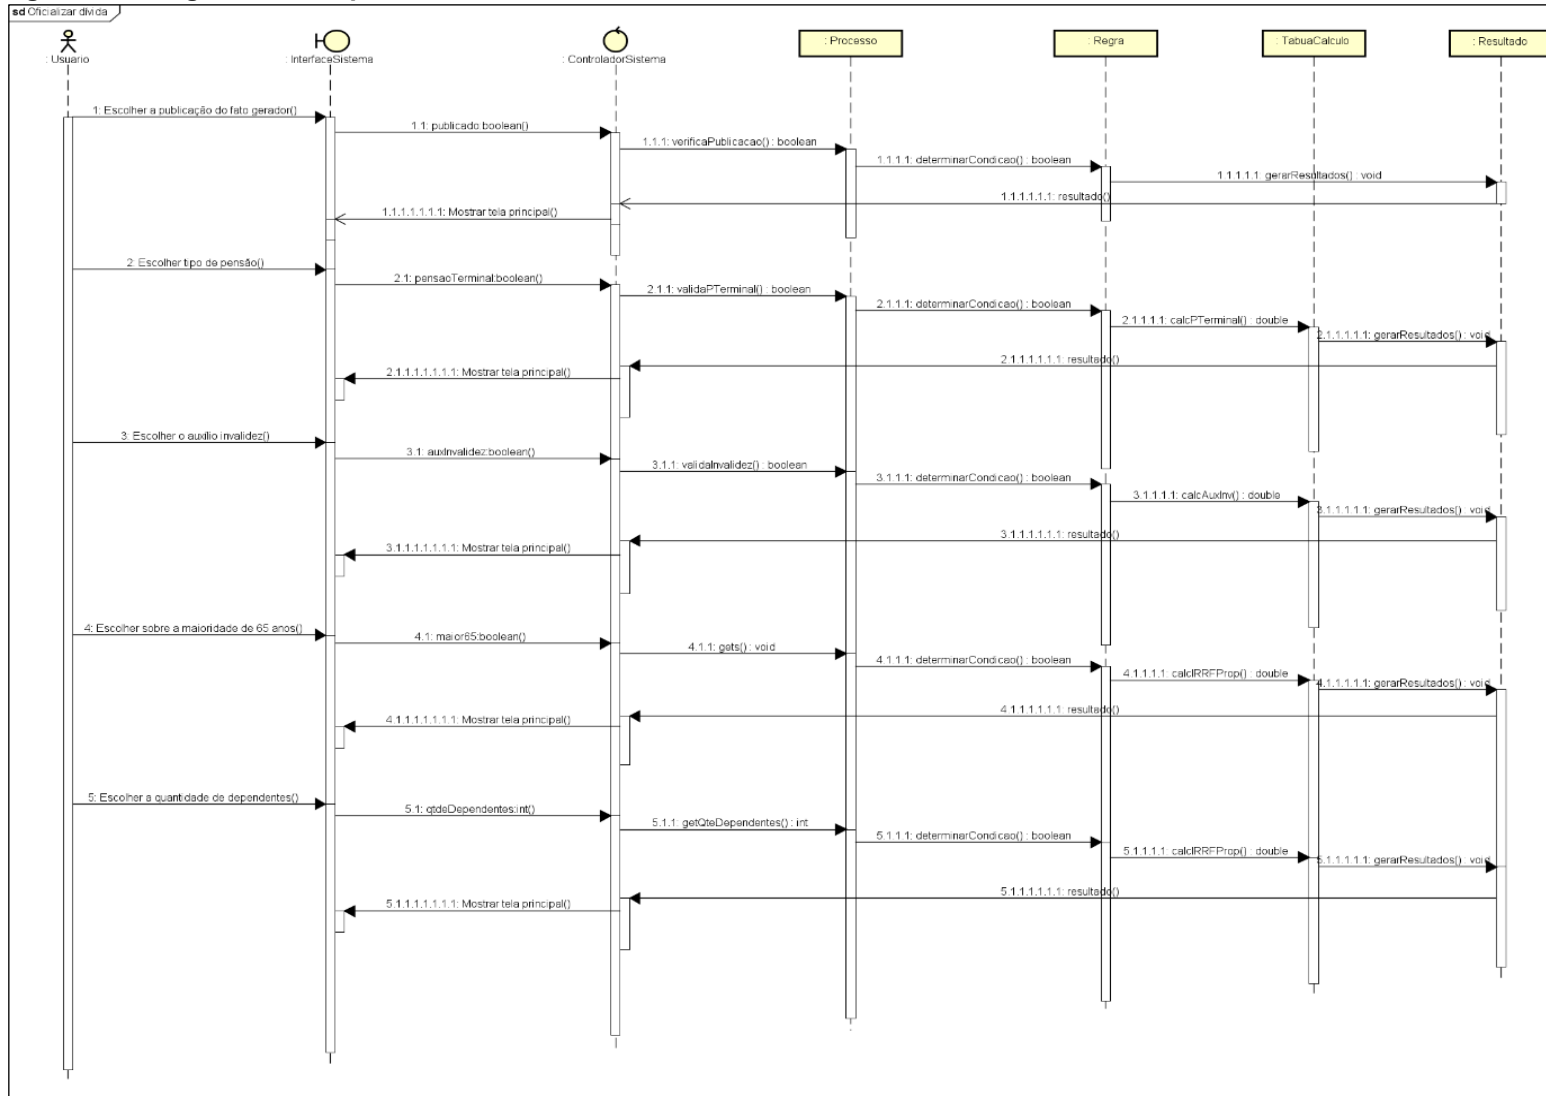 sd Oficializar dívida
: Usuario
: InterfaceSistema
: ControladorSistema
: Processo
: Regra
: TabuaCalculo
: Resultado
1: Escolher a publicação do fato gerador()
1.1: publicado:boolean()
1.1.1: verificaPublicacao() : boolean
1.1.1.1: determinarCondicao() : boolean
1.1.1.1.1: gerarResultados() : void
1.1.1.1.1.1: resultado()
1.1.1.1.1.1.1: Mostrar tela principal()
2: Escolher tipo de pensão()
2.1: pensaoTerminal:boolean()
2.1.1: validaPTerminal() : boolean
2.1.1.1: determinarCondicao() : boolean
2.1.1.1.1: calcPTerminal() : double
2.1.1.1.1.1: gerarResultados() : void
2.1.1.1.1.1.1: resultado()
2.1.1.1.1.1.1.1: Mostrar tela principal()
3: Escolher o auxílio invalidez()
3.1: auxInvalidez:boolean()
3.1.1: validaInvalidez() : boolean
3.1.1.1: determinarCondicao() : boolean
3.1.1.1.1: calcAuxInv() : double
3.1.1.1.1.1: gerarResultados() : void
3.1.1.1.1.1.1: resultado()
3.1.1.1.1.1.1.1: Mostrar tela principal()
4: Escolher sobre a maioridade de 65 anos()
4.1: maior65:boolean()
4.1.1: gets() : void
4.1.1.1: determinarCondicao() : boolean
4.1.1.1.1: calcIRRFProp() : double
4.1.1.1.1.1: gerarResultados() : void
4.1.1.1.1.1.1: resultado()
4.1.1.1.1.1.1.1: Mostrar tela principal()
5: Escolher a quantidade de dependentes()
5.1: qtdeDependentes:int()
5.1.1: getQteDependentes() : int
5.1.1.1: determinarCondicao() : boolean
5.1.1.1.1: calcIRRFProp() : double
5.1.1.1.1.1: gerarResultados() : void
5.1.1.1.1.1.1: resultado()
5.1.1.1.1.1.1.1: Mostrar tela principal()